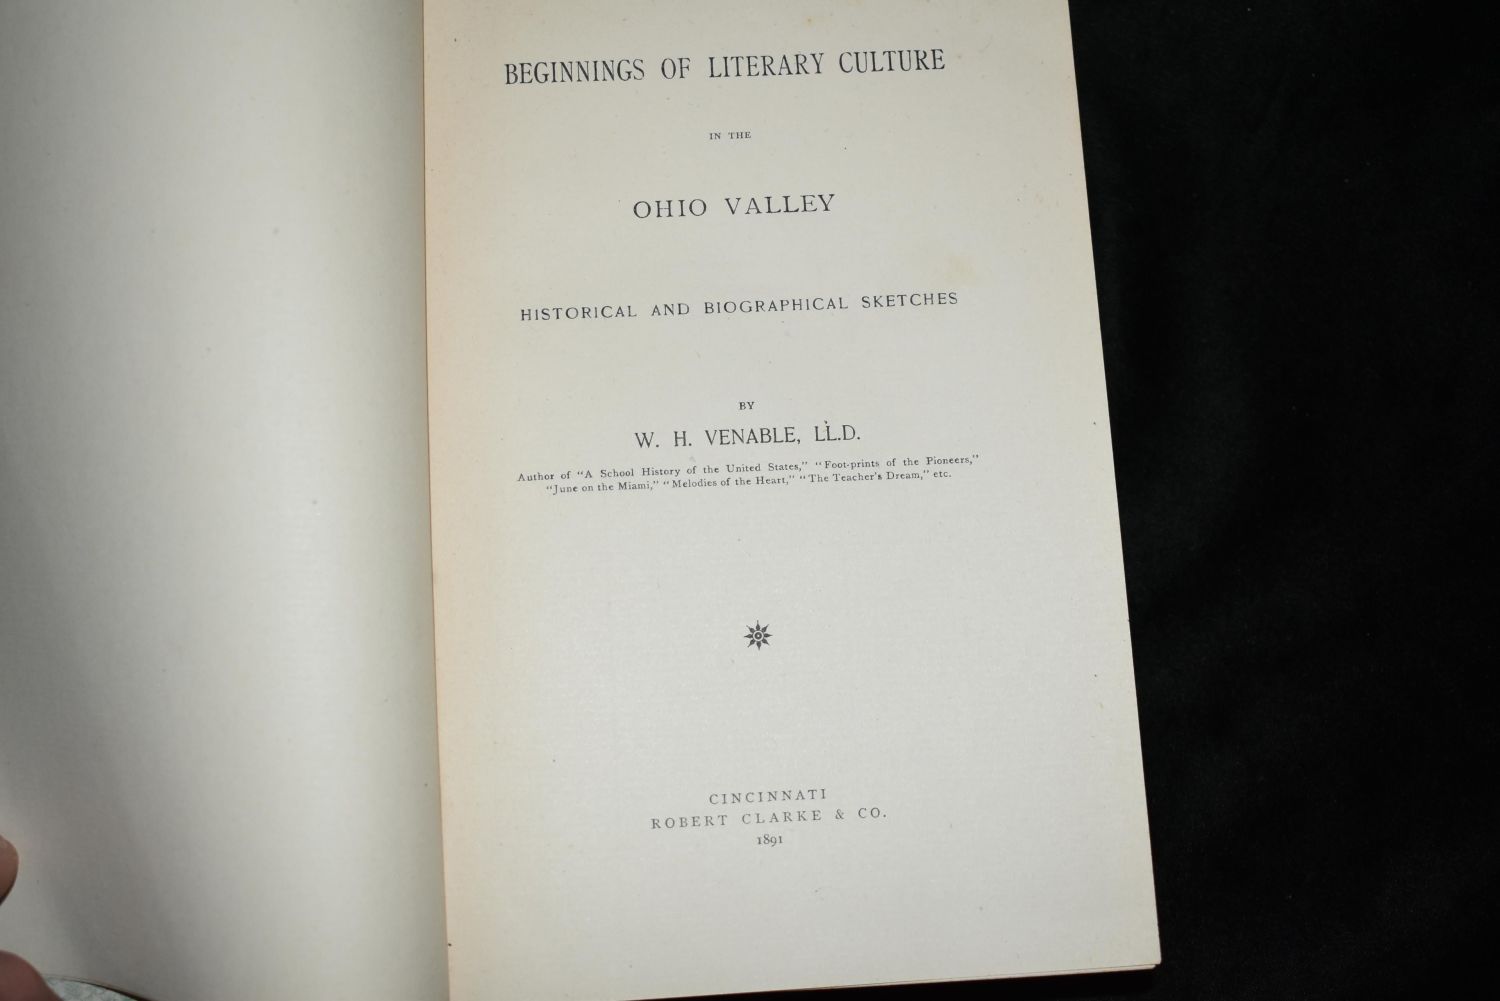 BEGINNINGS OF LITERARY CULTURE
IN THE
OHIO VALLEY
HISTORICAL AND BIOGRAPHICAL SKETCHES
BY
W. H. VENABLE, LL.D.
Author of "A School History of the United States," "Foot-prints of the Pioneers,"
"June on the Miami," "Melodies of the Heart," "The Teacher's Dream," etc.
CINCINNATI
ROBERT CLARKE & CO.
1891